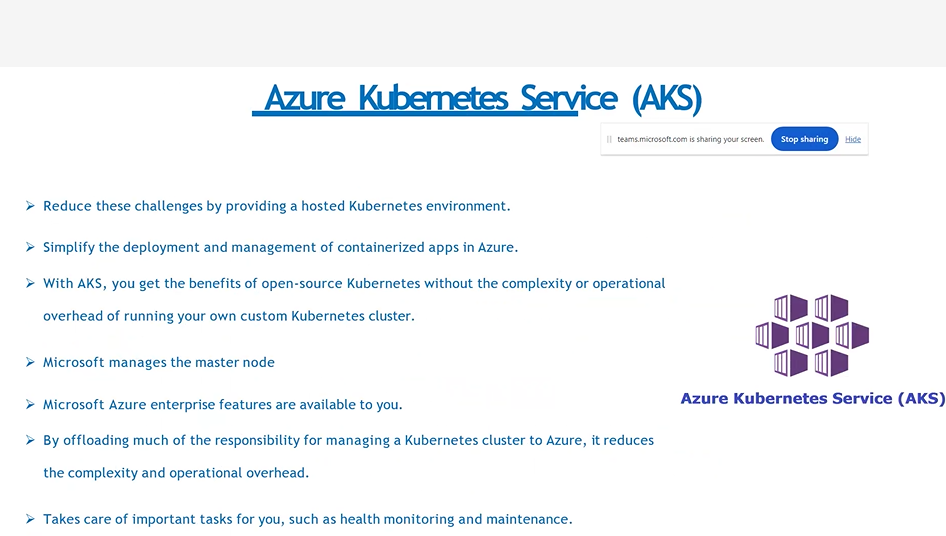 Azure Kubernetes Service (AKS)
teams.microsoft.com is sharing your screen.
Stop sharing
Hide
Reduce these challenges by providing a hosted Kubernetes environment.
Simplify the deployment and management of containerized apps in Azure.
With AKS, you get the benefits of open-source Kubernetes without the complexity or operational
overhead of running your own custom Kubernetes cluster.
Microsoft manages the master node
Microsoft Azure enterprise features are available to you.
By offloading much of the responsibility for managing a Kubernetes cluster to Azure, it reduces
the complexity and operational overhead.
Takes care of important tasks for you, such as health monitoring and maintenance.
Azure Kubernetes Service (AKS)